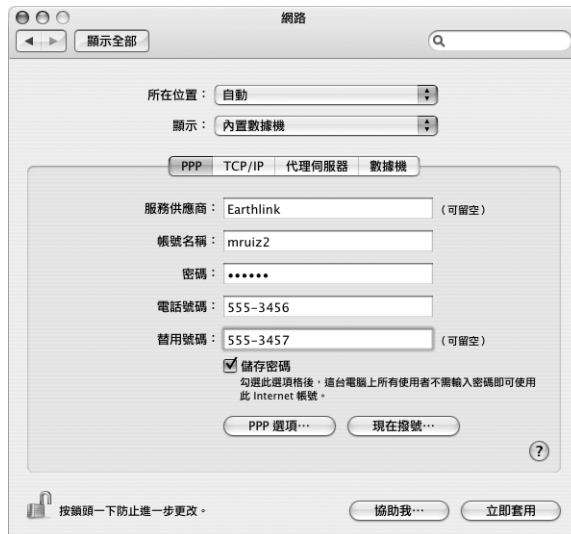 網路
顯示全部
所在位置： 自動
顯示： 內置數據機
PPP TCP/IP 代理伺服器 數據機
服務供應商： Earthlink （可留空）
帳號名稱： mruiz2
密碼： ••••••
電話號碼： 555-3456
替用號碼： 555-3457 （可留空）
儲存密碼
勾選此選項格後，這台電腦上所有使用者不需輸入密碼即可使用
此 Internet 帳號。
PPP 選項⋯ 現在撥號⋯
?
按鎖頭一下防止進一步更改。 協助我⋯ 立即套用